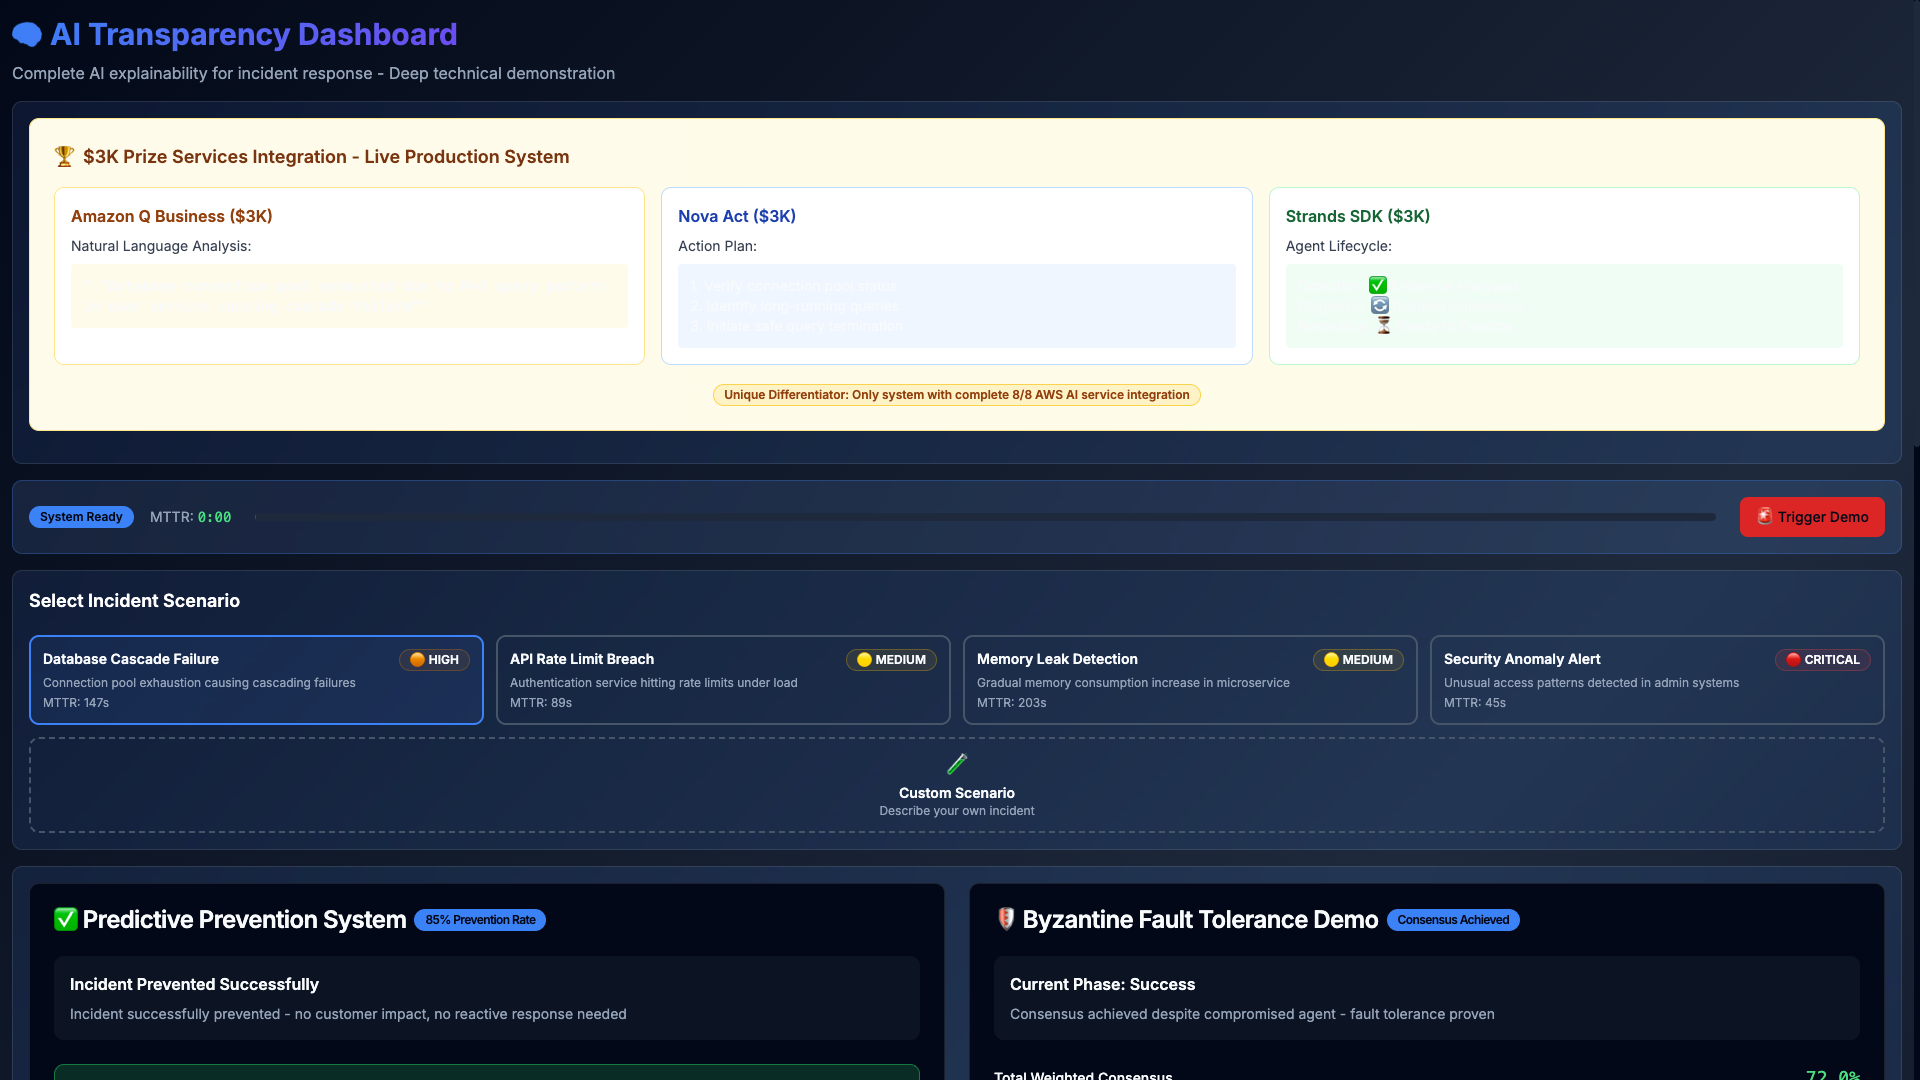 AI Transparency Dashboard
Complete AI explainability for incident response - Deep technical demonstration
$3K Prize Services Integration - Live Production System
Amazon Q Business ($3K)
Natural Language Analysis:
Nova Act ($3K)
Action Plan:
1. Verify connection pool status
2. Identify long-running queries
3. Initiate safe query termination
Strands SDK ($3K)
Agent Lifecycle:
Unique Differentiator: Only system with complete 8/8 AWS AI service integration
System Ready
MTTR: 0:00
Trigger Demo
Select Incident Scenario
Database Cascade Failure
HIGH
Connection pool exhaustion causing cascading failures
MTTR: 147s
API Rate Limit Breach
MEDIUM
Authentication service hitting rate limits under load
MTTR: 89s
Memory Leak Detection
MEDIUM
Gradual memory consumption increase in microservice
MTTR: 203s
Security Anomaly Alert
CRITICAL
Unusual access patterns detected in admin systems
MTTR: 45s
Custom Scenario
Describe your own incident
Predictive Prevention System
85% Prevention Rate
Incident Prevented Successfully
Incident successfully prevented - no customer impact, no reactive response needed
Byzantine Fault Tolerance Demo
Consensus Achieved
Current Phase: Success
Consensus achieved despite compromised agent - fault tolerance proven
Total Weighted Consensus
72.0%